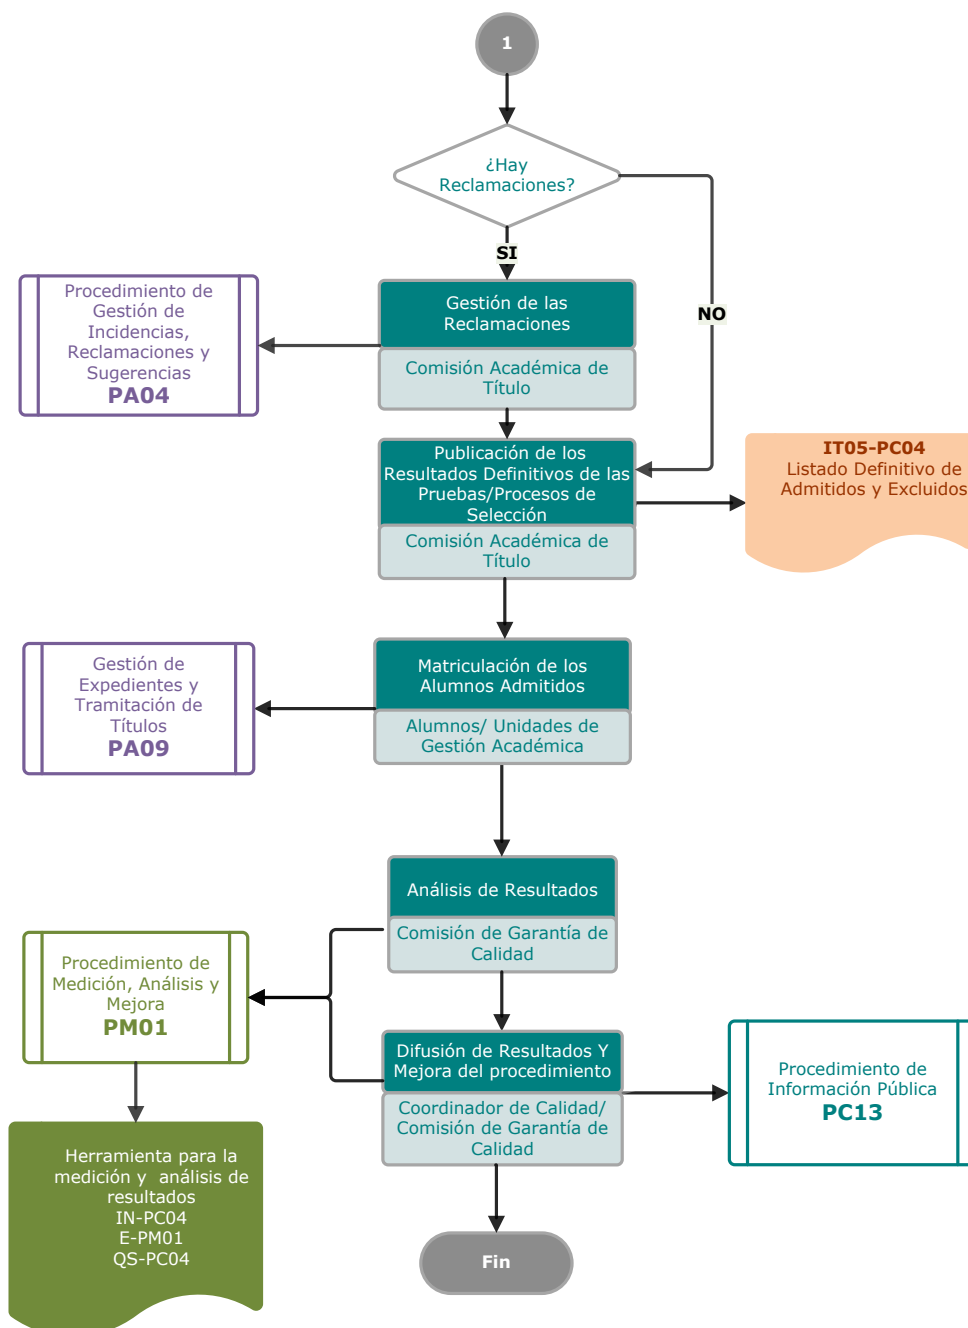 1
¿Hay
Reclamaciones?
SI
NO
Procedimiento de
Gestión de
Incidencias,
Reclamaciones y
Sugerencias
PA04
Gestión de las
Reclamaciones
Comisión Académica de
Título
Publicación de los
Resultados Definitivos de las
Pruebas/Procesos de
Selección
Comisión Académica de
Título
IT05-PC04
Listado Definitivo de
Admitidos y Excluidos
Gestión de
Expedientes y
Tramitación de
Títulos
PA09
Matriculación de los
Alumnos Admitidos
Alumnos/ Unidades de
Gestión Académica
Análisis de Resultados
Comisión de Garantía de
Calidad
Procedimiento de
Medición, Análisis y
Mejora
PM01
Difusión de Resultados Y
Mejora del procedimiento
Coordinador de Calidad/
Comisión de Garantía de
Calidad
Procedimiento de
Información Pública
PC13
Herramienta para la
medición y  análisis de
resultados
IN-PC04
E-PM01
QS-PC04
Fin